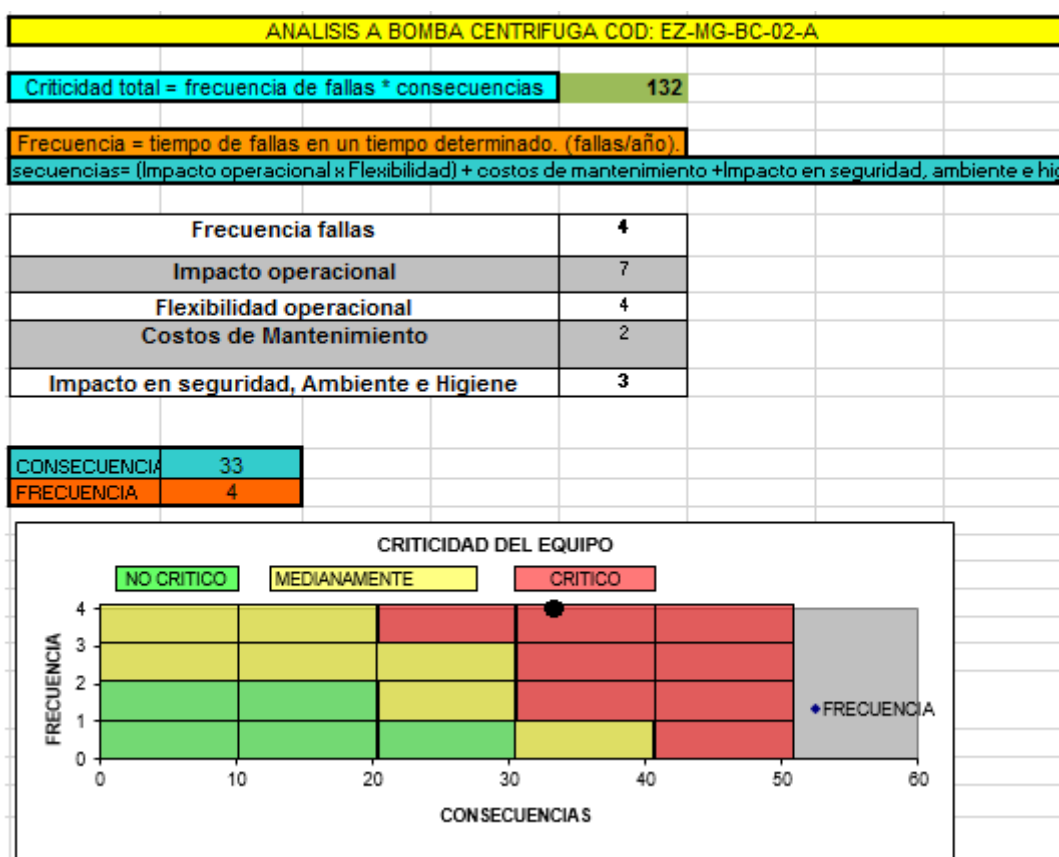 ANALISIS A BOMBA CENTRIFUGA COD: EZ-MG-BC-02-A
Criticidad total = frecuencia de fallas * consecuencias 132
Frecuencia = tiempo de fallas en un tiempo determinado. (fallas/año).
secuencias= (Impacto operacional x Flexibilidad) + costos de mantenimiento +Impacto en seguridad, ambiente e hig
Frecuencia fallas 4
Impacto operacional 7
Flexibilidad operacional 4
Costos de Mantenimiento 2
Impacto en seguridad, Ambiente e Higiene 3
CONSECUENCIA 33
FRECUENCIA 4
CRITICIDAD DEL EQUIPO
NO CRITICO MEDIANAMENTE CRITICO
4
3
2
1
0
FRECUENCIA
FRECUENCIA
0 10 20 30 40 50 60
CONSECUENCIAS